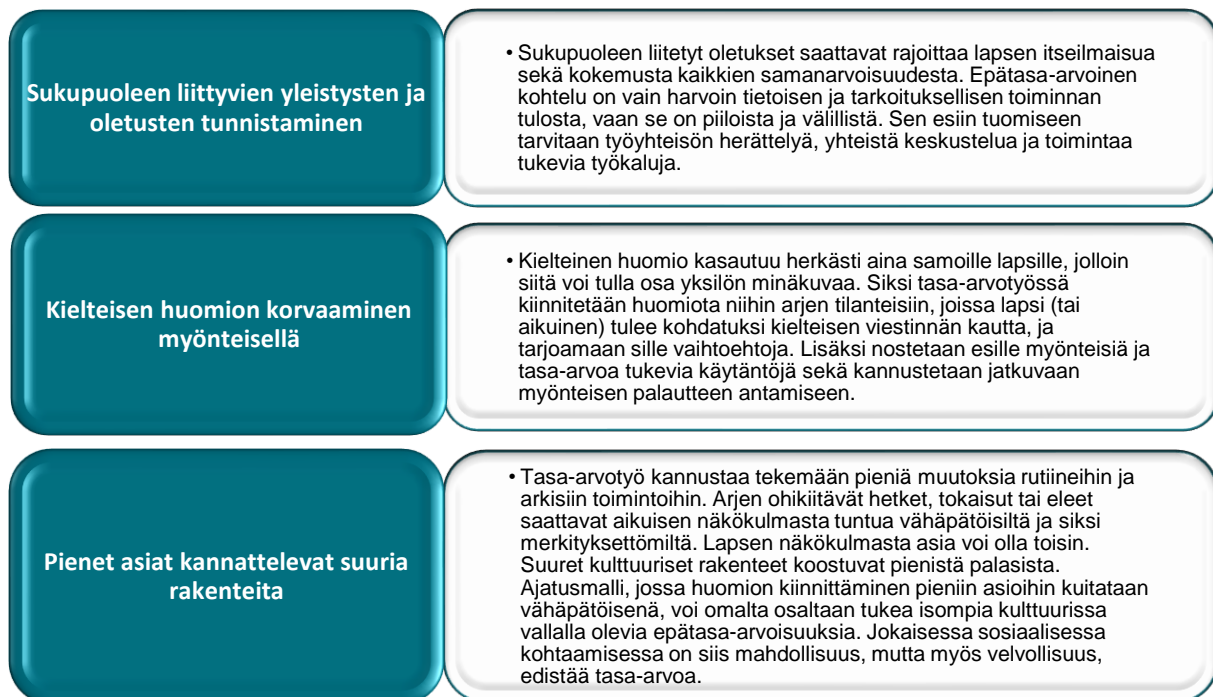 Sukupuoleen liittyvien yleistysten ja
oletusten tunnistaminen
• Sukupuoleen liitetyt oletukset saattavat rajoittaa lapsen itseilmaisua
sekä kokemusta kaikkien samanarvoisuudesta. Epätasa-arvoinen
kohtelu on vain harvoin tietoisen ja tarkoituksellisen toiminnan
tulosta, vaan se on piiloista ja välillistä. Sen esiin tuomiseen
tarvitaan työyhteisön herättelyä, yhteistä keskustelua ja toimintaa
tukevia työkaluja.
Kielteisen huomion korvaaminen
myönteisellä
• Kielteinen huomio kasautuu herkästi aina samoille lapsille, jolloin
siitä voi tulla osa yksilön minäkuvaa. Siksi tasa-arvotyössä
kiinnitetään huomiota niihin arjen tilanteisiin, joissa lapsi (tai
aikuinen) tulee kohdatuksi kielteisen viestinnän kautta, ja
tarjoamaan sille vaihtoehtoja. Lisäksi nostetaan esille myönteisiä ja
tasa-arvoa tukevia käytäntöjä sekä kannustetaan jatkuvaan
myönteisen palautteen antamiseen.
Pienet asiat kannattelevat suuria
rakenteita
• Tasa-arvotyö kannustaa tekemään pieniä muutoksia rutiineihin ja
arkisiin toimintoihin. Arjen ohikiitävät hetket, tokaisut tai eleet
saattavat aikuisen näkökulmasta tuntua vähäpätöisiltä ja siksi
merkityksettömiltä. Lapsen näkökulmasta asia voi olla toisin.
Suuret kulttuuriset rakenteet koostuvat pienistä palasista.
Ajatusmalli, jossa huomion kiinnittäminen pieniin asioihin kuitataan
vähäpätöisenä, voi omalta osaltaan tukea isompia kulttuurissa
vallalla olevia epätasa-arvoisuuksia. Jokaisessa sosiaalisessa
kohtaamisessa on siis mahdollisuus, mutta myös velvollisuus,
edistää tasa-arvoa.